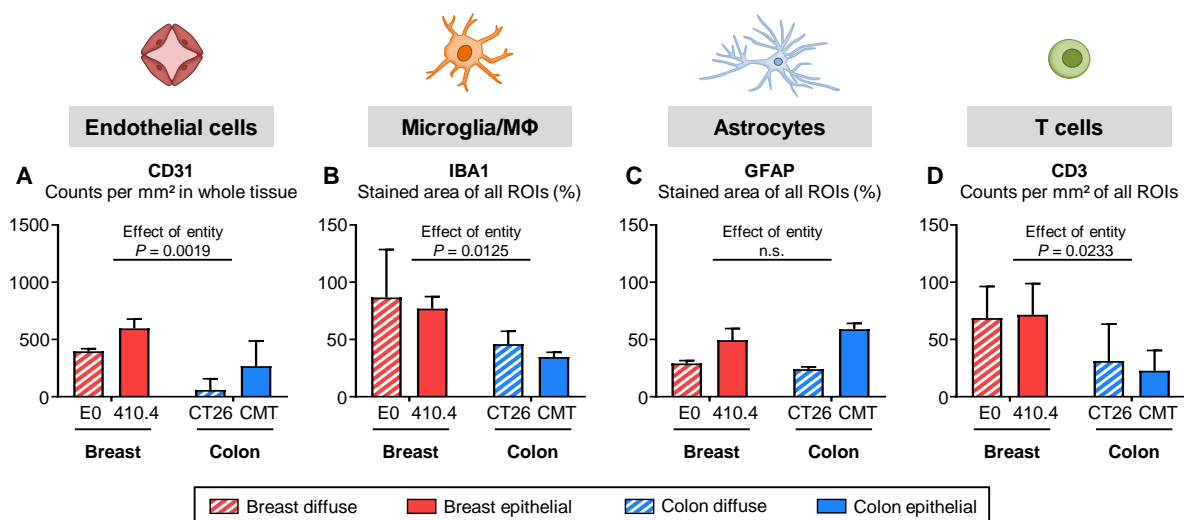 Endothelial cells
Microglia/MΦ
Astrocytes
T cells
A
CD31
Counts per mm² in whole tissue
1500
1000
500
0
Effect of entity
P = 0.0019
E0 410.4 CT26 CMT
Breast Colon
B
IBA1
Stained area of all ROIs (%)
150
100
50
0
Effect of entity
P = 0.0125
E0 410.4 CT26 CMT
Breast Colon
C
GFAP
Stained area of all ROIs (%)
150
100
50
0
Effect of entity
n.s.
E0 410.4 CT26 CMT
Breast Colon
D
CD3
Counts per mm² of all ROIs
150
100
50
0
Effect of entity
P = 0.0233
E0 410.4 CT26 CMT
Breast Colon
Breast diffuse Breast epithelial Colon diffuse Colon epithelial